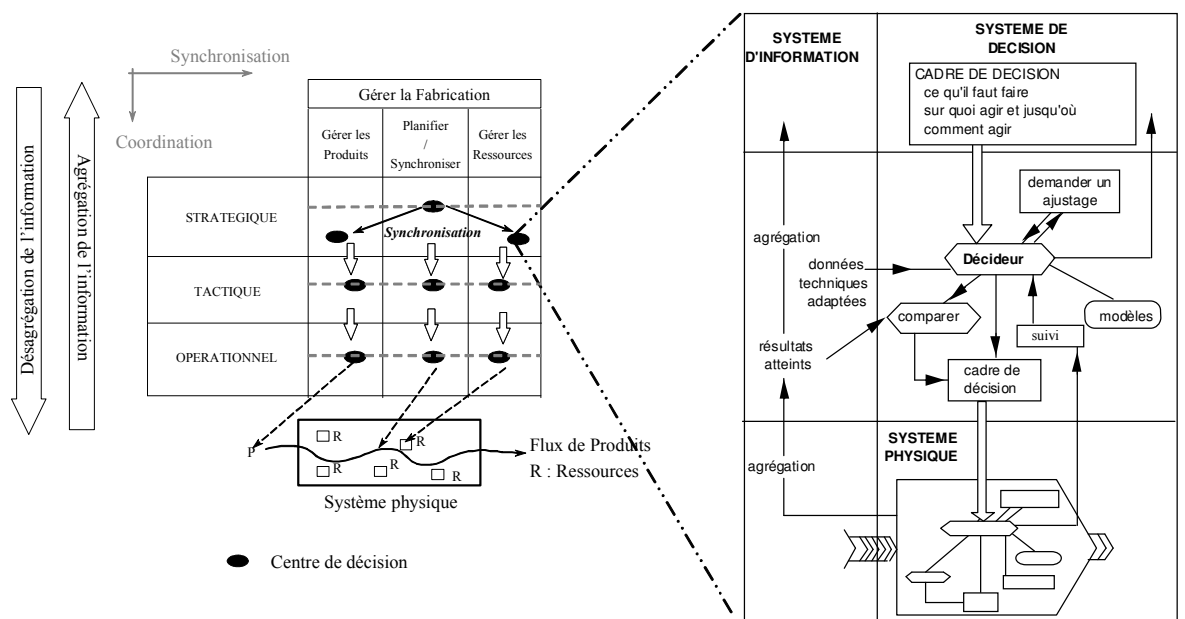 Synchronisation
Coordination
Désagrégation de l'information
Agrégation de l'information
Gérer la Fabrication
Gérer les
Produits
Planifier
/
Synchroniser
Gérer les
Ressources
STRATEGIQUE
Synchronisation
TACTIQUE
OPERATIONNEL
P
R
R
R
R
R
Flux de Produits
R : Ressources
Système physique
Centre de décision
SYSTEME
D'INFORMATION
SYSTEME DE
DECISION
CADRE DE DECISION
ce qu'il faut faire
sur quoi agir et jusqu'où
comment agir
demander un
ajustage
agrégation
Décideur
données
techniques
adaptées
comparer
modèles
suivi
résultats
atteints
cadre de
décision
SYSTEME
PHYSIQUE
agrégation